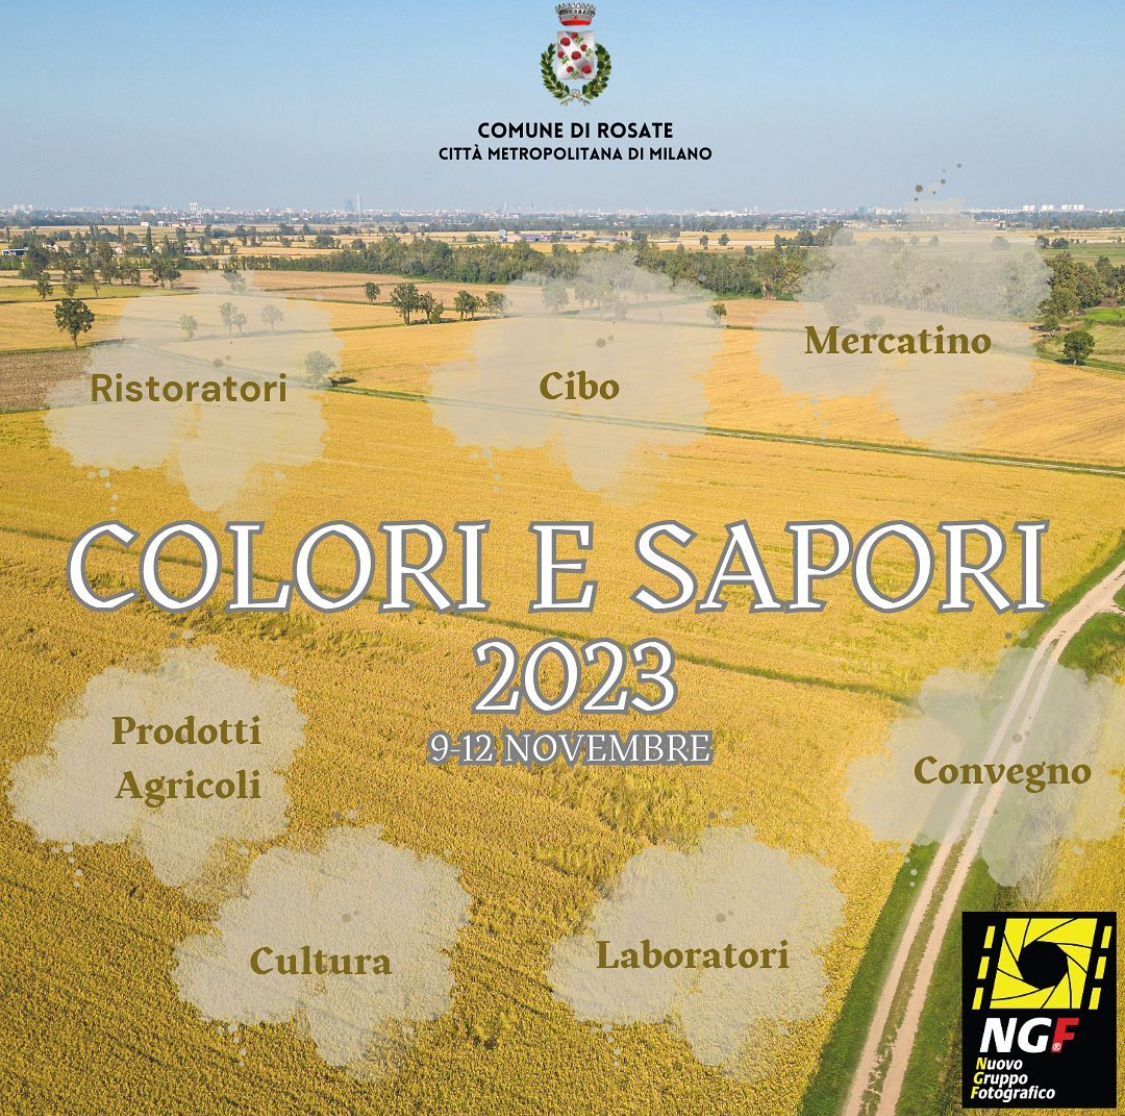 COMUNE DI ROSATE
CITTÀ METROPOLITANA DI MILANO
Mercatino
Ristoratori
Cibo
COLORI E SAPORI
2023
9-12 NOVEMBRE
Prodotti
Agricoli
Convegno
Cultura
Laboratori
NGF
Nuovo
Gruppo
Fotografico